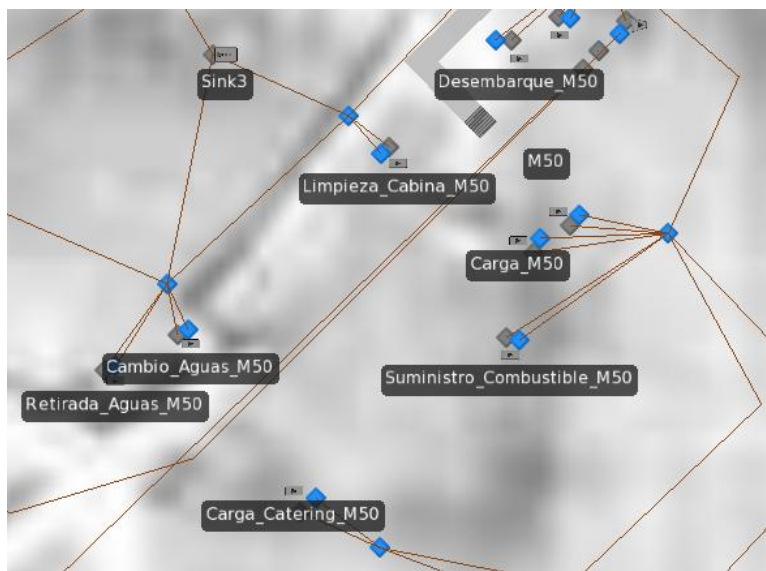 Sink3
Desembarque_M50
M50
Limpieza_Cabina_M50
Carga_M50
Cambio_Aguas_M50
Suministro_Combustible_M50
Retirada_Aguas_M50
Carga_Catering_M50